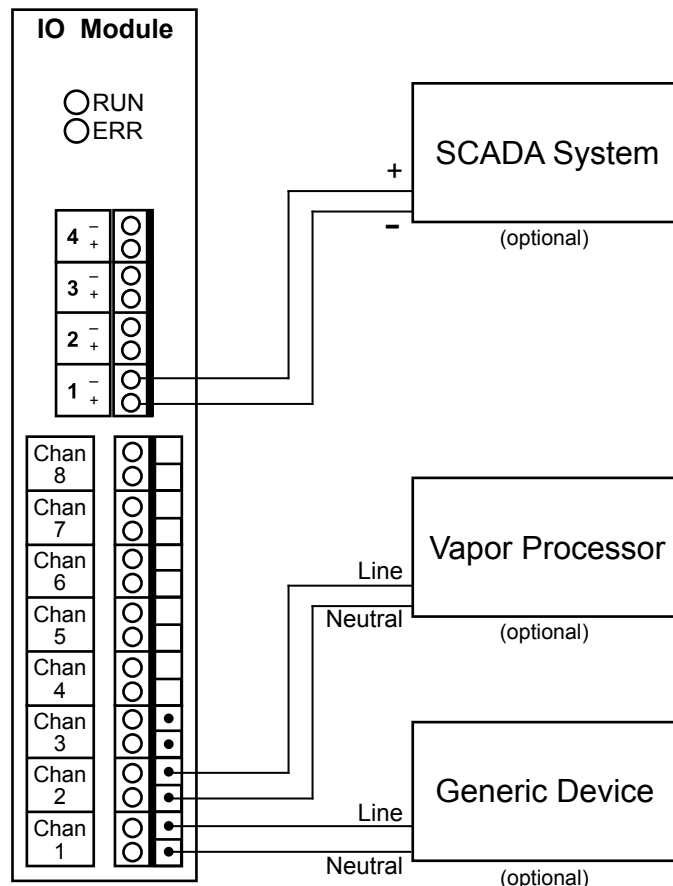 IO Module
RUN
ERR
SCADA System
+
-
(optional)
4 – +
3 – +
2 – +
1 – +
Chan 8
Chan 7
Chan 6
Chan 5
Chan 4
Chan 3
Chan 2
Chan 1
Vapor Processor
Line
Neutral
(optional)
Generic Device
Line
Neutral
(optional)